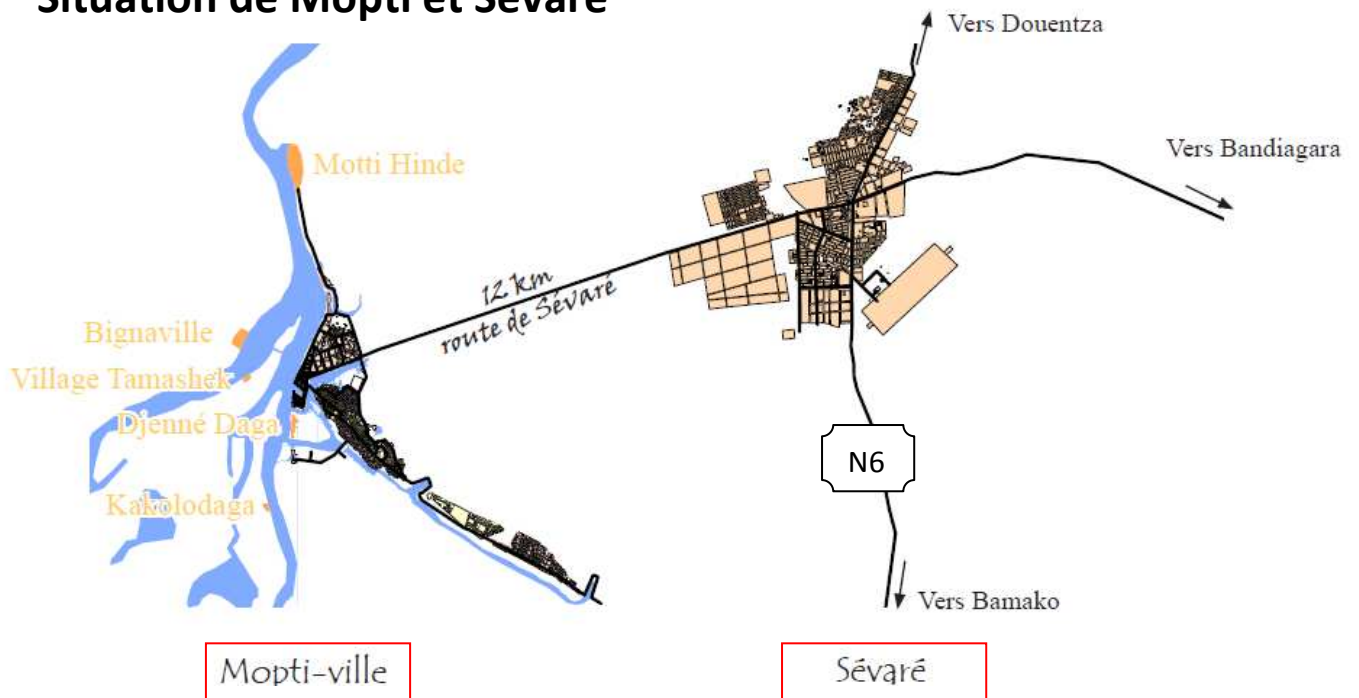 Situation de Mopti et Sévaré
Vers Douentza
Vers Bandiagara
Motti Hinde
12 km
route de Sévaré
Bignaville
Village Tamashek
Djenné Daga
N6
Kakolodaga
Vers Bamako
Mopti-ville
Sévaré